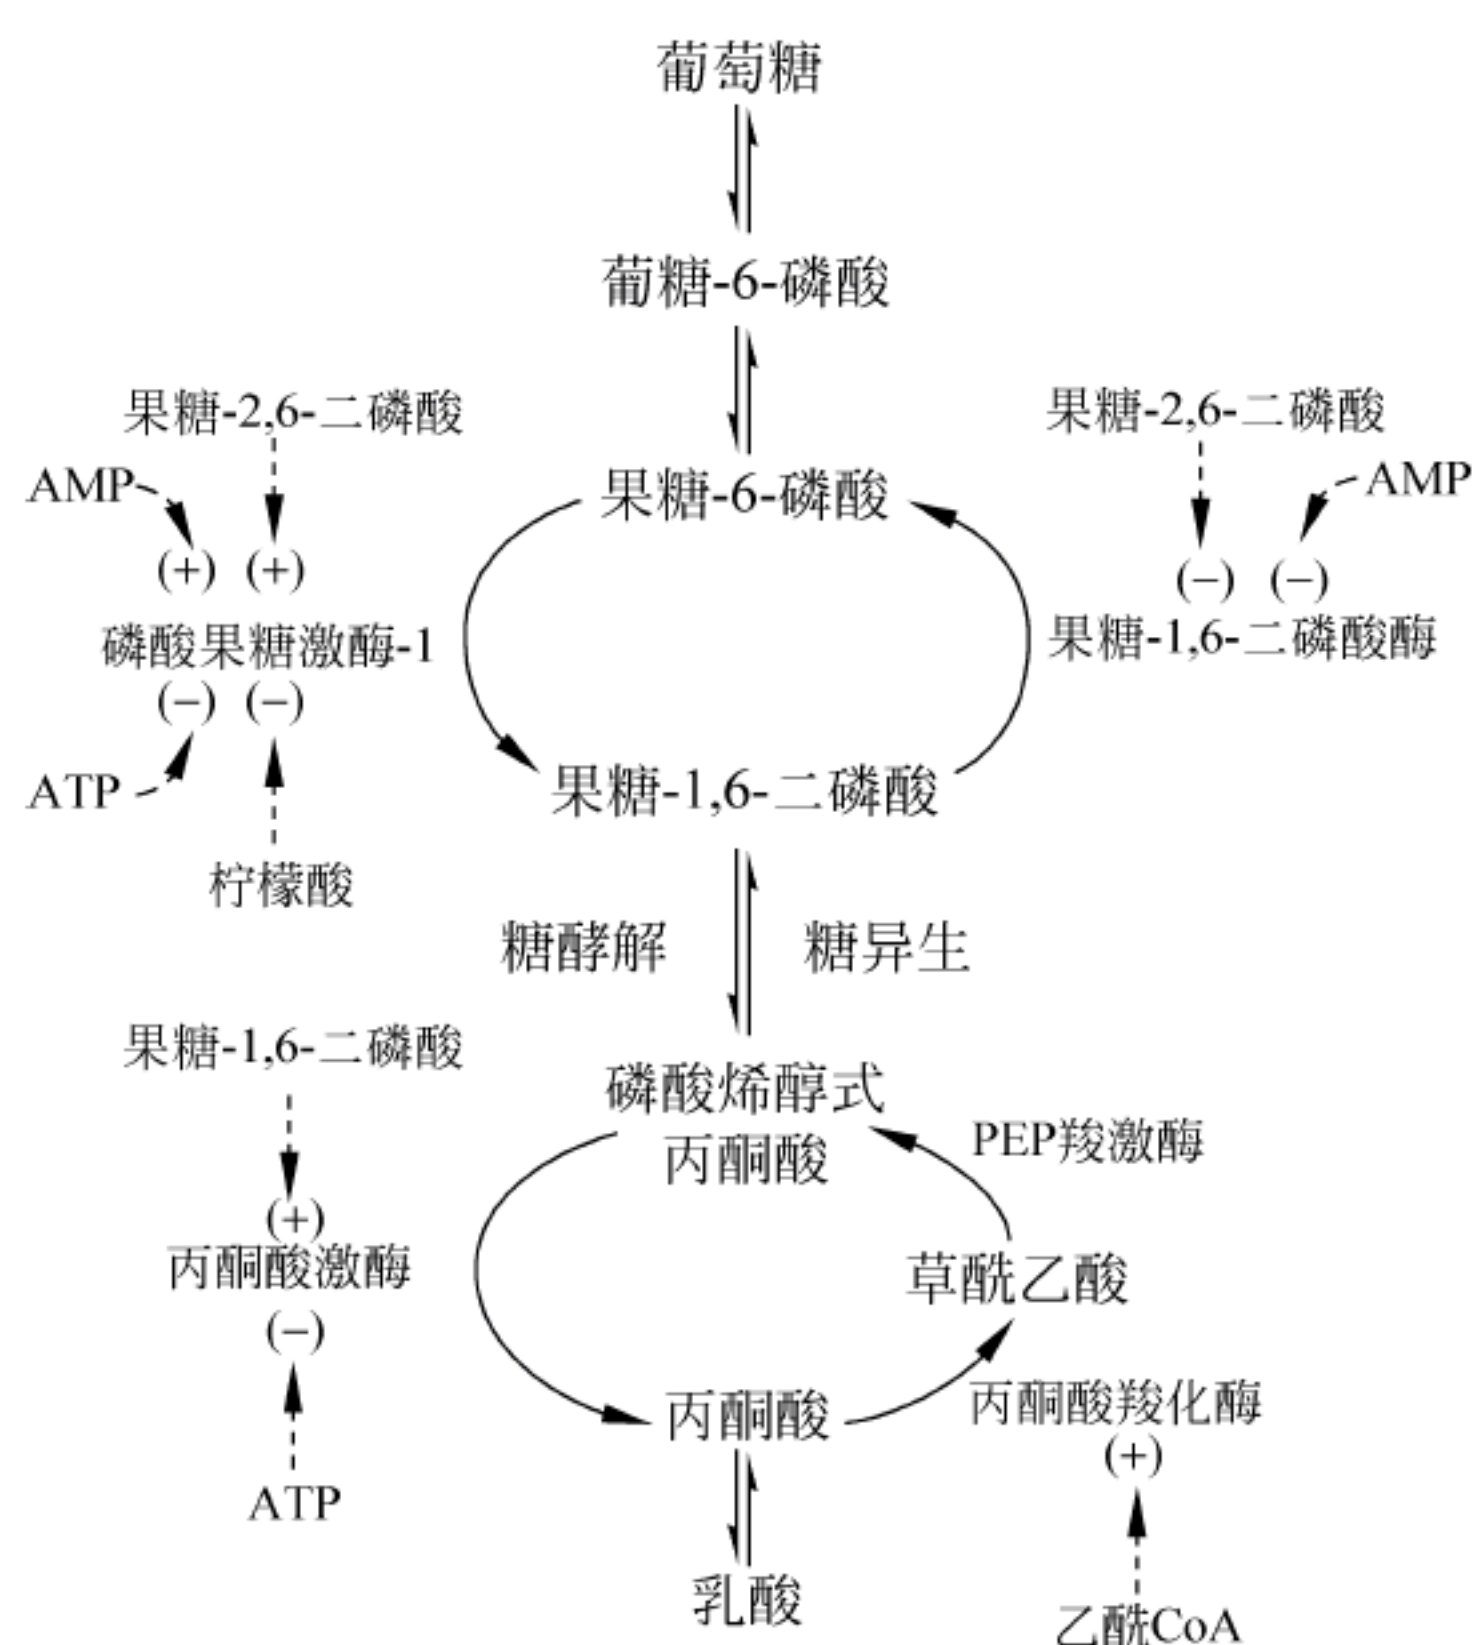 葡萄糖
葡糖-6-磷酸
果糖-2,6-二磷酸
果糖-2,6-二磷酸
AMP
果糖-6-磷酸
AMP
(+) (+)
(−) (−)
磷酸果糖激酶-1
果糖-1,6-二磷酸酶
(−) (−)
ATP
果糖-1,6-二磷酸
柠檬酸
糖酵解
糖异生
果糖-1,6-二磷酸
磷酸烯醇式
丙酮酸
PEP羧激酶
(+)
丙酮酸激酶
草酰乙酸
(−)
丙酮酸
丙酮酸羧化酶
(+)
ATP
乳酸
乙酰CoA